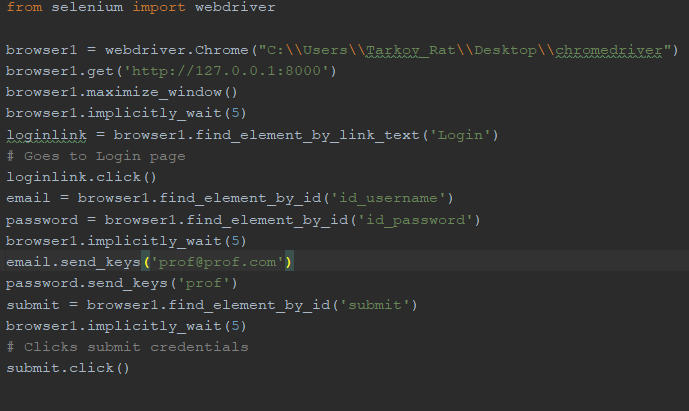 from selenium import webdriver
browser1 = webdriver.Chrome("C:\\Users\\Tarkov_Rat\\Desktop\\chromedriver")
browser1.get('http://127.0.0.1:8000')
browser1.maximize_window()
browser1.implicitly_wait(5)
loginlink = browser1.find_element_by_link_text('Login')
# Goes to Login page
loginlink.click()
email = browser1.find_element_by_id('id_username')
password = browser1.find_element_by_id('id_password')
browser1.implicitly_wait(5)
email.send_keys('prof@prof.com')
password.send_keys('prof')
submit = browser1.find_element_by_id('submit')
browser1.implicitly_wait(5)
# Clicks submit credentials
submit.click()